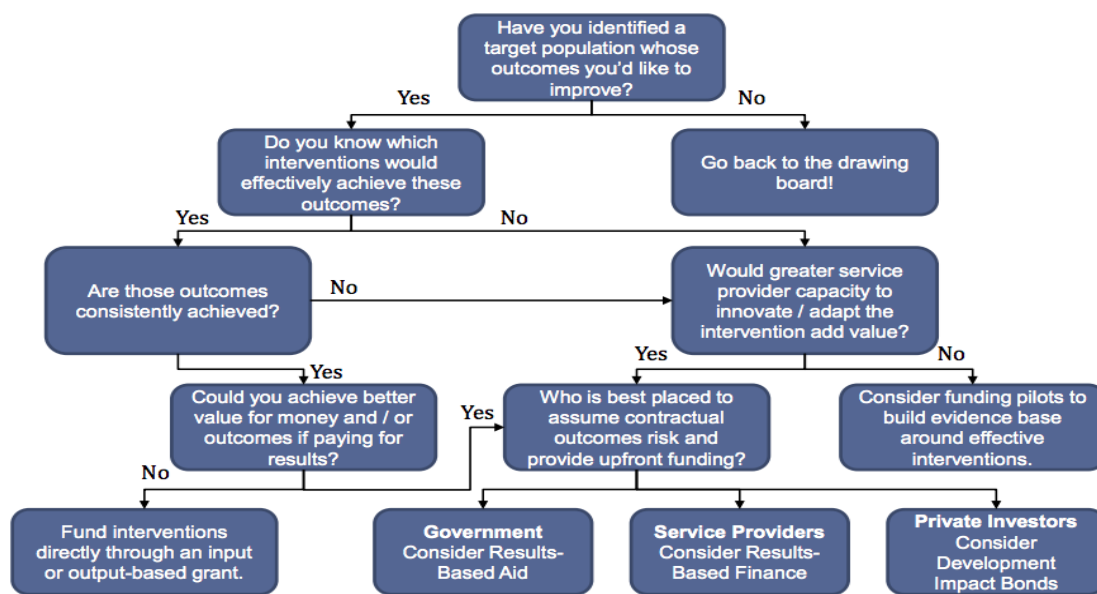 Have you identified a
target population whose
outcomes you'd like to
improve?
Yes
No
Do you know which
interventions would
effectively achieve these
outcomes?
Go back to the drawing
board!
Yes
No
Are those outcomes
consistently achieved?
No
Would greater service
provider capacity to
innovate / adapt the
intervention add value?
Yes
Yes
No
Could you achieve better
value for money and / or
outcomes if paying for
results?
Yes
Who is best placed to
assume contractual
outcomes risk and
provide upfront funding?
Consider funding pilots to
build evidence base
around effective
interventions.
No
Fund interventions
directly through an input
or output-based grant.
Government
Consider Results-
Based Aid
Service Providers
Consider Results-
Based Finance
Private Investors
Consider
Development
Impact Bonds